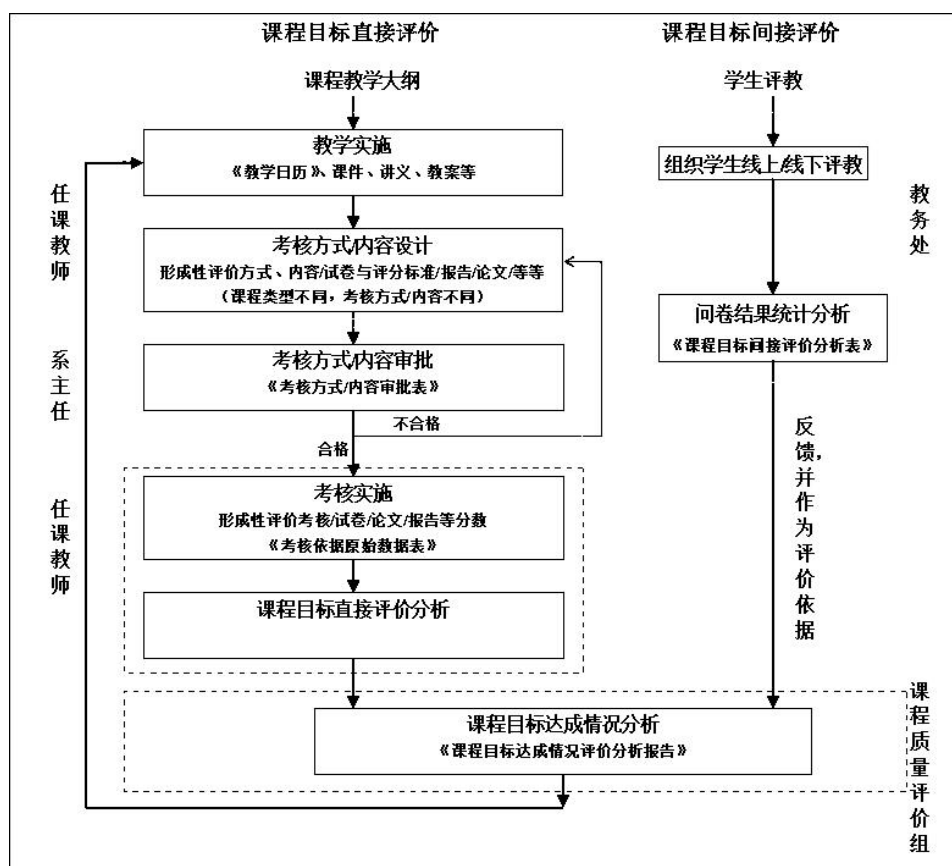 课程目标直接评价
课程目标间接评价
课程教学大纲
学生评教
教学实施
《教学日历》、课件、讲义、教案等
组织学生线上/线下评教
任课教师
教务处
考核方式/内容设计
形成性评价方式、内容/试卷与评分标准/报告/论文/等等
（课程类型不同，考核方式/内容不同）
问卷结果统计分析
《课程目标间接评价分析表》
系主任
考核方式/内容审批
《考核方式/内容审批表》
不合格
合格
反馈，并作为评价依据
任课教师
考核实施
形成性评价考核/试卷/论文/报告等分数
《考核依据原始数据表》
课程目标直接评价分析
课程目标达成情况分析
《课程目标达成情况评价分析报告》
课程质量评价组